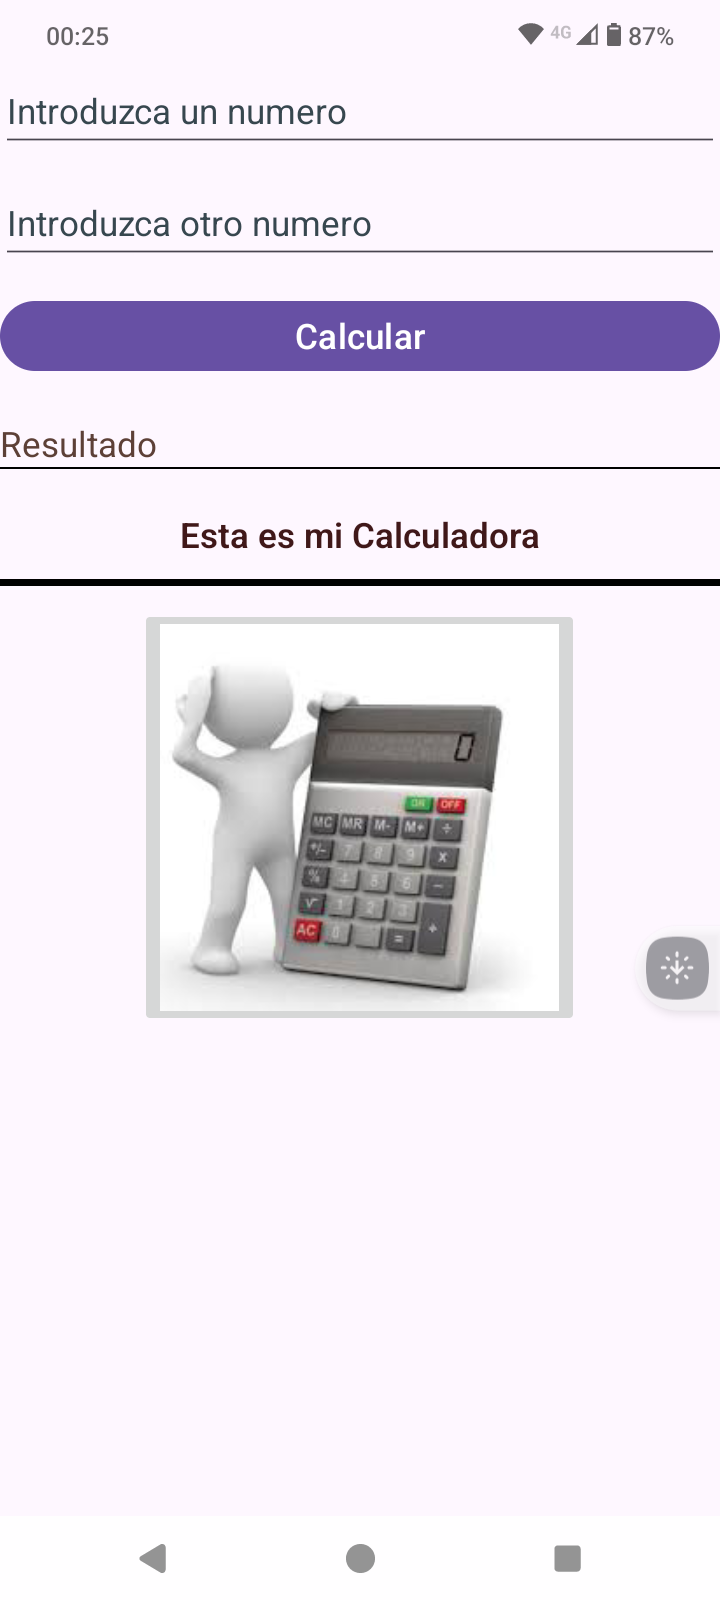 00:25 4G 87%
Introduzca un numero
Introduzca otro numero
Calcular
Resultado
Esta es mi Calculadora
0
ON OFF
MC MR M- M+ ÷
+/- 7 8 9 x
% 4 5 6 -
√ 1 2 3 +
AC 0 =